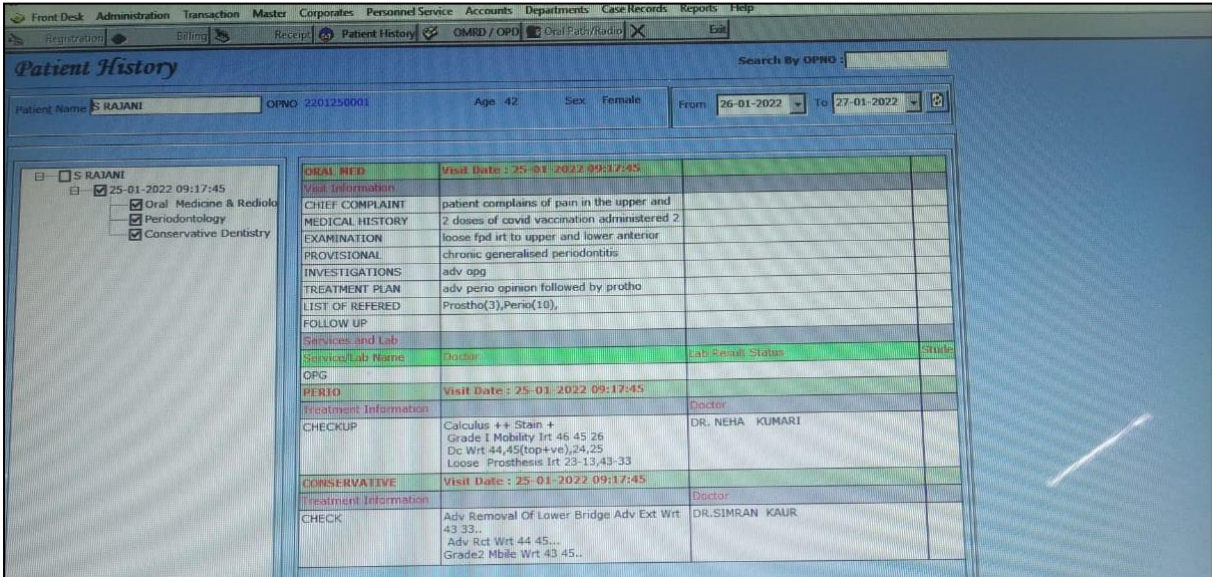 Front Desk Administration Transaction Master Corporates Personnel Service Accounts Departments Case Records Reports Help
Registration Billing Receipt Patient History OMRD / OPD Oral Path/Radio Exit
Patient History
Search By OPNO :
Patient Name S RAJANI OPNO 2201250001 Age 42 Sex Female From 26-01-2022 To 27-01-2022
S RAJANI
25-01-2022 09:17:45
Oral Medicine & Rediolo
Periodontology
Conservative Dentistry
ORAL MED Visit Date : 25-01-2022 09:17:45
Visit Information
CHIEF COMPLAINT patient complains of pain in the upper and
MEDICAL HISTORY 2 doses of covid vaccination administered 2
EXAMINATION loose fpd irt to upper and lower anterior
PROVISIONAL chronic generalised periodontitis
INVESTIGATIONS adv opg
TREATMENT PLAN adv perio opinion followed by protho
LIST OF REFERED Prostho(3),Perio(10),
FOLLOW UP
Services and Lab
Service/Lab Name Doctor Lab Result Status Stude
OPG
PERIO Visit Date : 25-01-2022 09:17:45
Treatment Information Doctor
CHECKUP Calculus ++ Stain + DR. NEHA KUMARI
Grade I Mobility Irt 46 45 26
Dc Wrt 44,45(top+ve),24,25
Loose Prosthesis Irt 23-13,43-33
CONSERVATIVE Visit Date : 25-01-2022 09:17:45
Treatment Information Doctor
CHECK Adv Removal Of Lower Bridge Adv Ext Wrt DR.SIMRAN KAUR
43 33..
Adv Rct Wrt 44 45...
Grade2 Mbile Wrt 43 45..